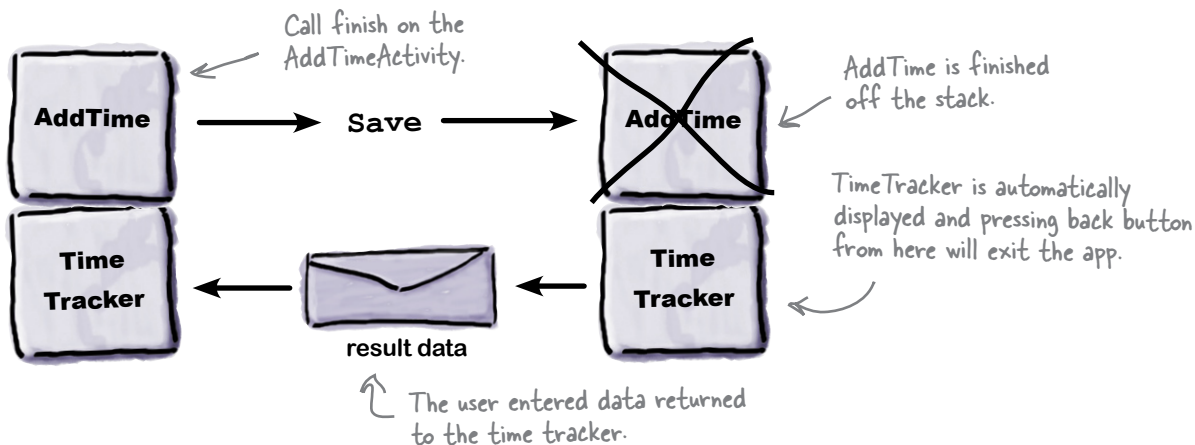 Call finish on the
AddTimeActivity.
AddTime
Save
AddTime
AddTime is finished
off the stack.
TimeTracker is automatically
displayed and pressing back button
from here will exit the app.
Time
Tracker
result data
Time
Tracker
The user entered data returned
to the time tracker.